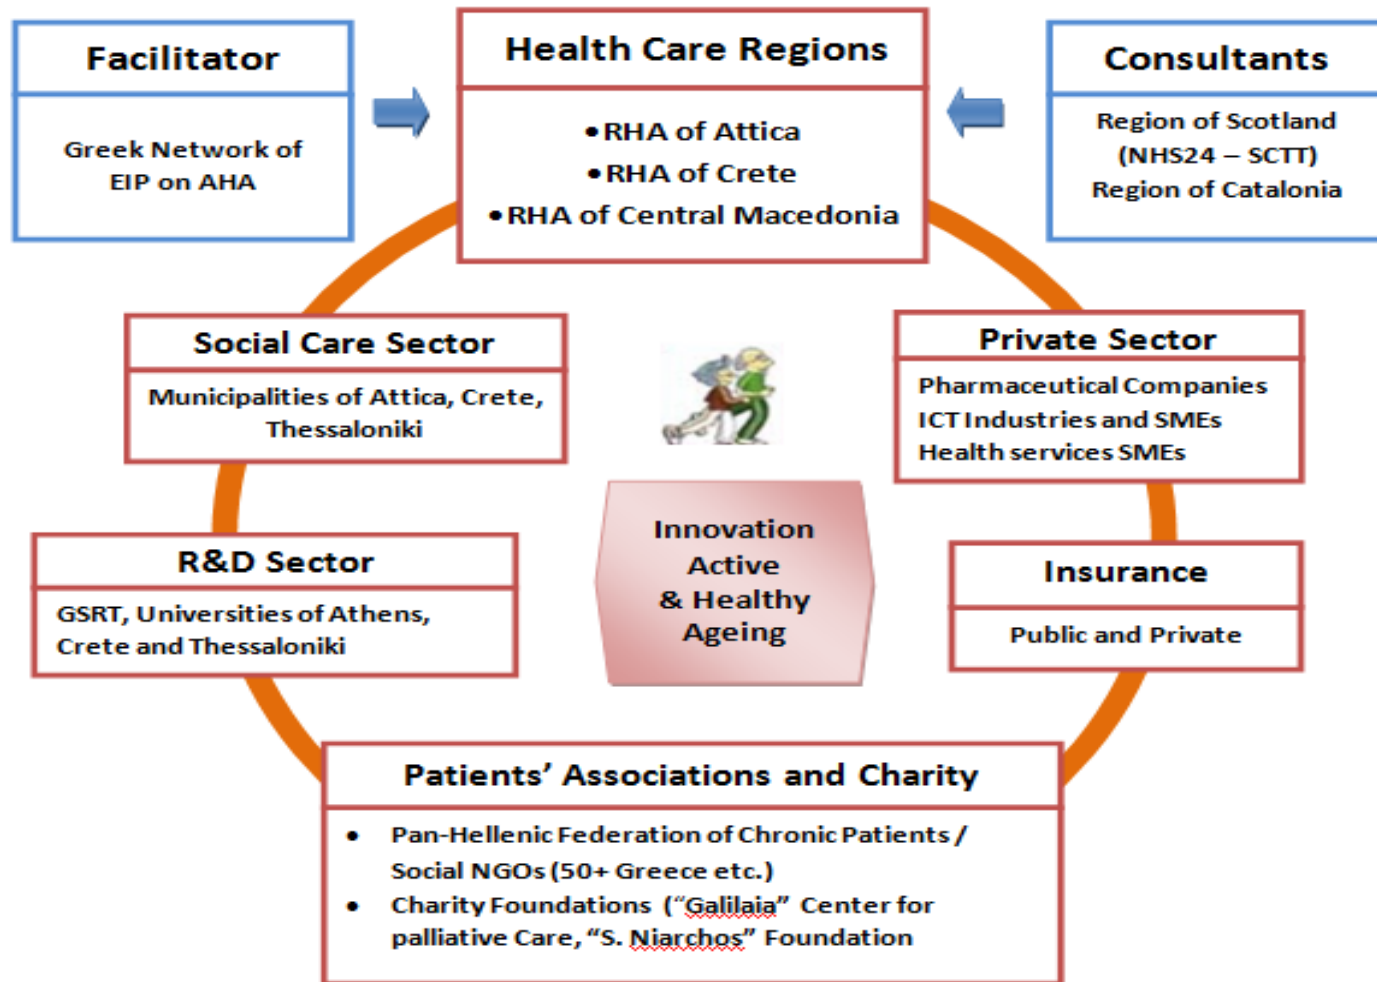 Facilitator
Greek Network of
EIP on AHA
Health Care Regions
•RHA of Attica
•RHA of Crete
•RHA of Central Macedonia
Consultants
Region of Scotland
(NHS24 – SCTT)
Region of Catalonia
Social Care Sector
Municipalities of Attica, Crete,
Thessaloniki
Private Sector
Pharmaceutical Companies
ICT Industries and SMEs
Health services SMEs
R&D Sector
GSRT, Universities of Athens,
Crete and Thessaloniki
Innovation
Active
& Healthy
Ageing
Insurance
Public and Private
Patients’ Associations and Charity
• Pan-Hellenic Federation of Chronic Patients /
Social NGOs (50+ Greece etc.)
• Charity Foundations (“Galilaia” Center for
palliative Care, “S. Niarchos” Foundation